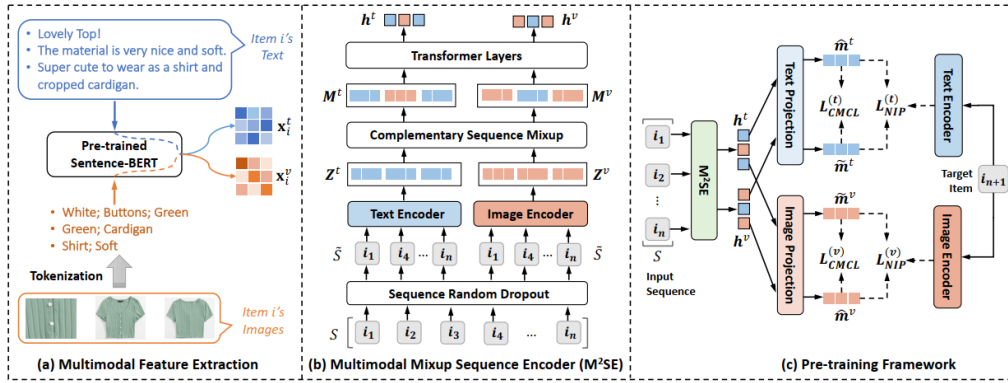 Lovely Top!
The material is very nice and soft.
Super cute to wear as a shirt and
cropped cardigan.
Item i's
Text
Pre-trained
Sentence-BERT
x_i^t
x_i^v
White; Buttons; Green
Green; Cardigan
Shirt; Soft
Tokenization
Item i's
Images
(a) Multimodal Feature Extraction
h^t h^v
Transformer Layers
M^t M^v
Complementary Sequence Mixup
Z^t Z^v
Text Encoder Image Encoder
S̃ i_1 i_4 ... i_n i_1 i_4 ... i_n S̃
Sequence Random Dropout
S i_1 i_2 i_3 i_4 ... i_n
(b) Multimodal Mixup Sequence Encoder (M²SE)
i_1
i_2
⋮
i_n
S
Input
Sequence
M²SE
h^t
h^v
Text Projection
Image Projection
m̂^t
L_CMCL^(t) L_NIP^(t)
m̃^t
m̃^v
L_CMCL^(v) L_NIP^(v)
m̂^v
Text Encoder
Target
Item
i_{n+1}
Image Encoder
(c) Pre-training Framework